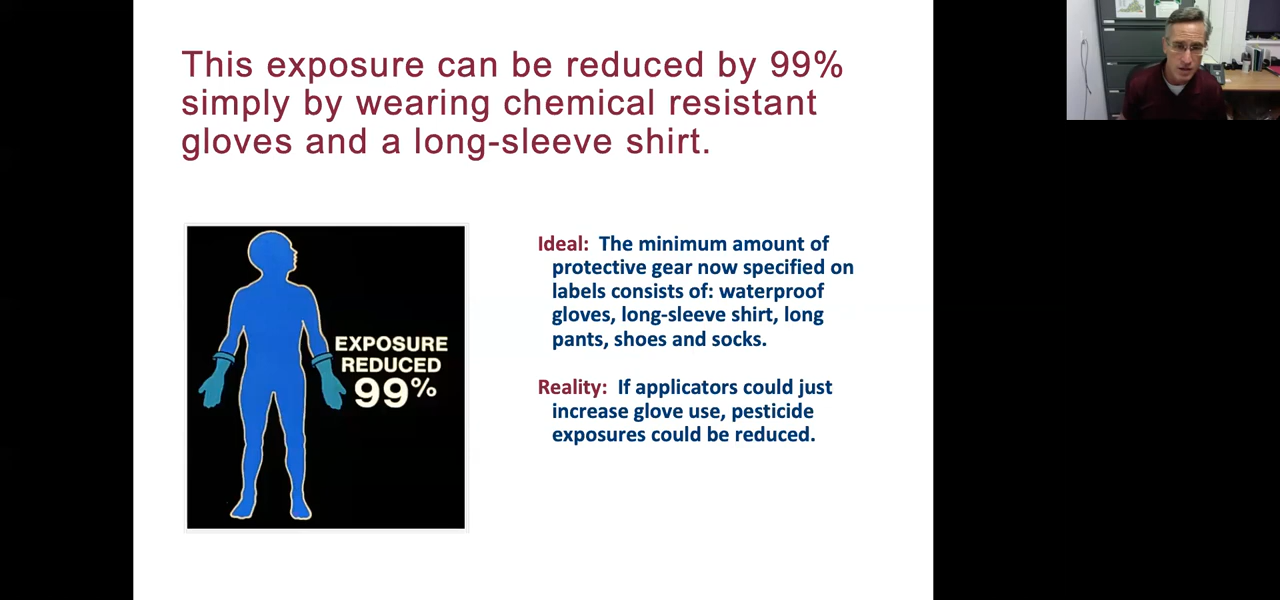 This exposure can be reduced by 99%
simply by wearing chemical resistant
gloves and a long-sleeve shirt.
EXPOSURE
REDUCED
99%
Ideal: The minimum amount of
protective gear now specified on
labels consists of: waterproof
gloves, long-sleeve shirt, long
pants, shoes and socks.
Reality: If applicators could just
increase glove use, pesticide
exposures could be reduced.